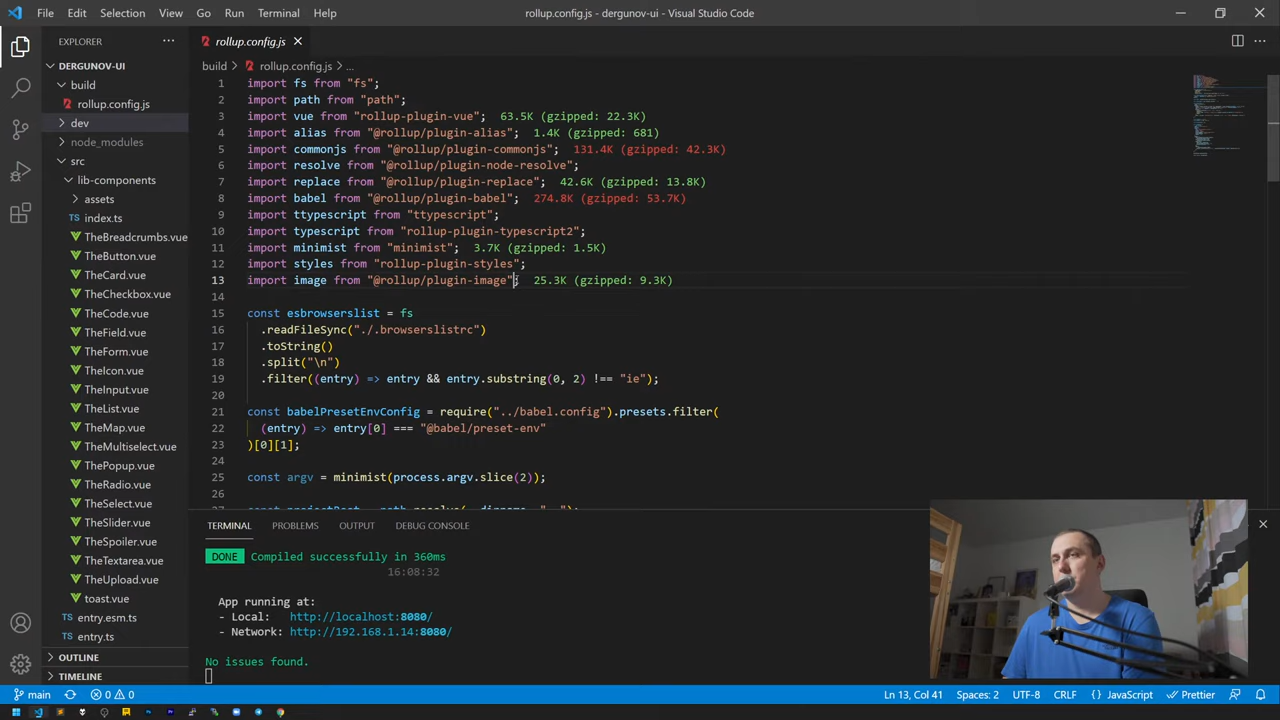 File Edit Selection View Go Run Terminal Help
rollup.config.js - dergunov-ui - Visual Studio Code
EXPLORER
DERGUNOV-UI
build
rollup.config.js
dev
node_modules
src
lib-components
assets
index.ts
TheBreadcrumbs.vue
TheButton.vue
TheCard.vue
TheCheckbox.vue
TheCode.vue
TheField.vue
TheForm.vue
TheIcon.vue
TheInput.vue
TheList.vue
TheMap.vue
TheMultiselect.vue
ThePopup.vue
TheRadio.vue
TheSelect.vue
TheSlider.vue
TheSpoiler.vue
TheTextarea.vue
TheUpload.vue
toast.vue
entry.esm.ts
entry.ts
OUTLINE
TIMELINE
rollup.config.js
build > rollup.config.js > ...
1 import fs from "fs";
2 import path from "path";
3 import vue from "rollup-plugin-vue"; 63.5K (gzipped: 22.3K)
4 import alias from "@rollup/plugin-alias"; 1.4K (gzipped: 681)
5 import commonjs from "@rollup/plugin-commonjs"; 131.4K (gzipped: 42.3K)
6 import resolve from "@rollup/plugin-node-resolve";
7 import replace from "@rollup/plugin-replace"; 42.6K (gzipped: 13.8K)
8 import babel from "@rollup/plugin-babel"; 274.8K (gzipped: 53.7K)
9 import ttypescript from "ttypescript";
10 import typescript from "rollup-plugin-typescript2";
11 import minimist from "minimist"; 3.7K (gzipped: 1.5K)
12 import styles from "rollup-plugin-styles";
13 import image from "@rollup/plugin-image"; 25.3K (gzipped: 9.3K)
14
15 const esbrowserslist = fs
16 .readFileSync("./.browserslistrc")
17 .toString()
18 .split("\n")
19 .filter((entry) => entry && entry.substring(0, 2) !== "ie");
20
21 const babelPresetEnvConfig = require("../babel.config").presets.filter(
22 (entry) => entry[0] === "@babel/preset-env"
23 )[0][1];
24
25 const argv = minimist(process.argv.slice(2));
26
TERMINAL PROBLEMS OUTPUT DEBUG CONSOLE
DONE Compiled successfully in 360ms
16:08:32
App running at:
- Local: http://localhost:8080/
- Network: http://192.168.1.14:8080/
No issues found.
main 0 0 Ln 13, Col 41 Spaces: 2 UTF-8 CRLF {} JavaScript Prettier